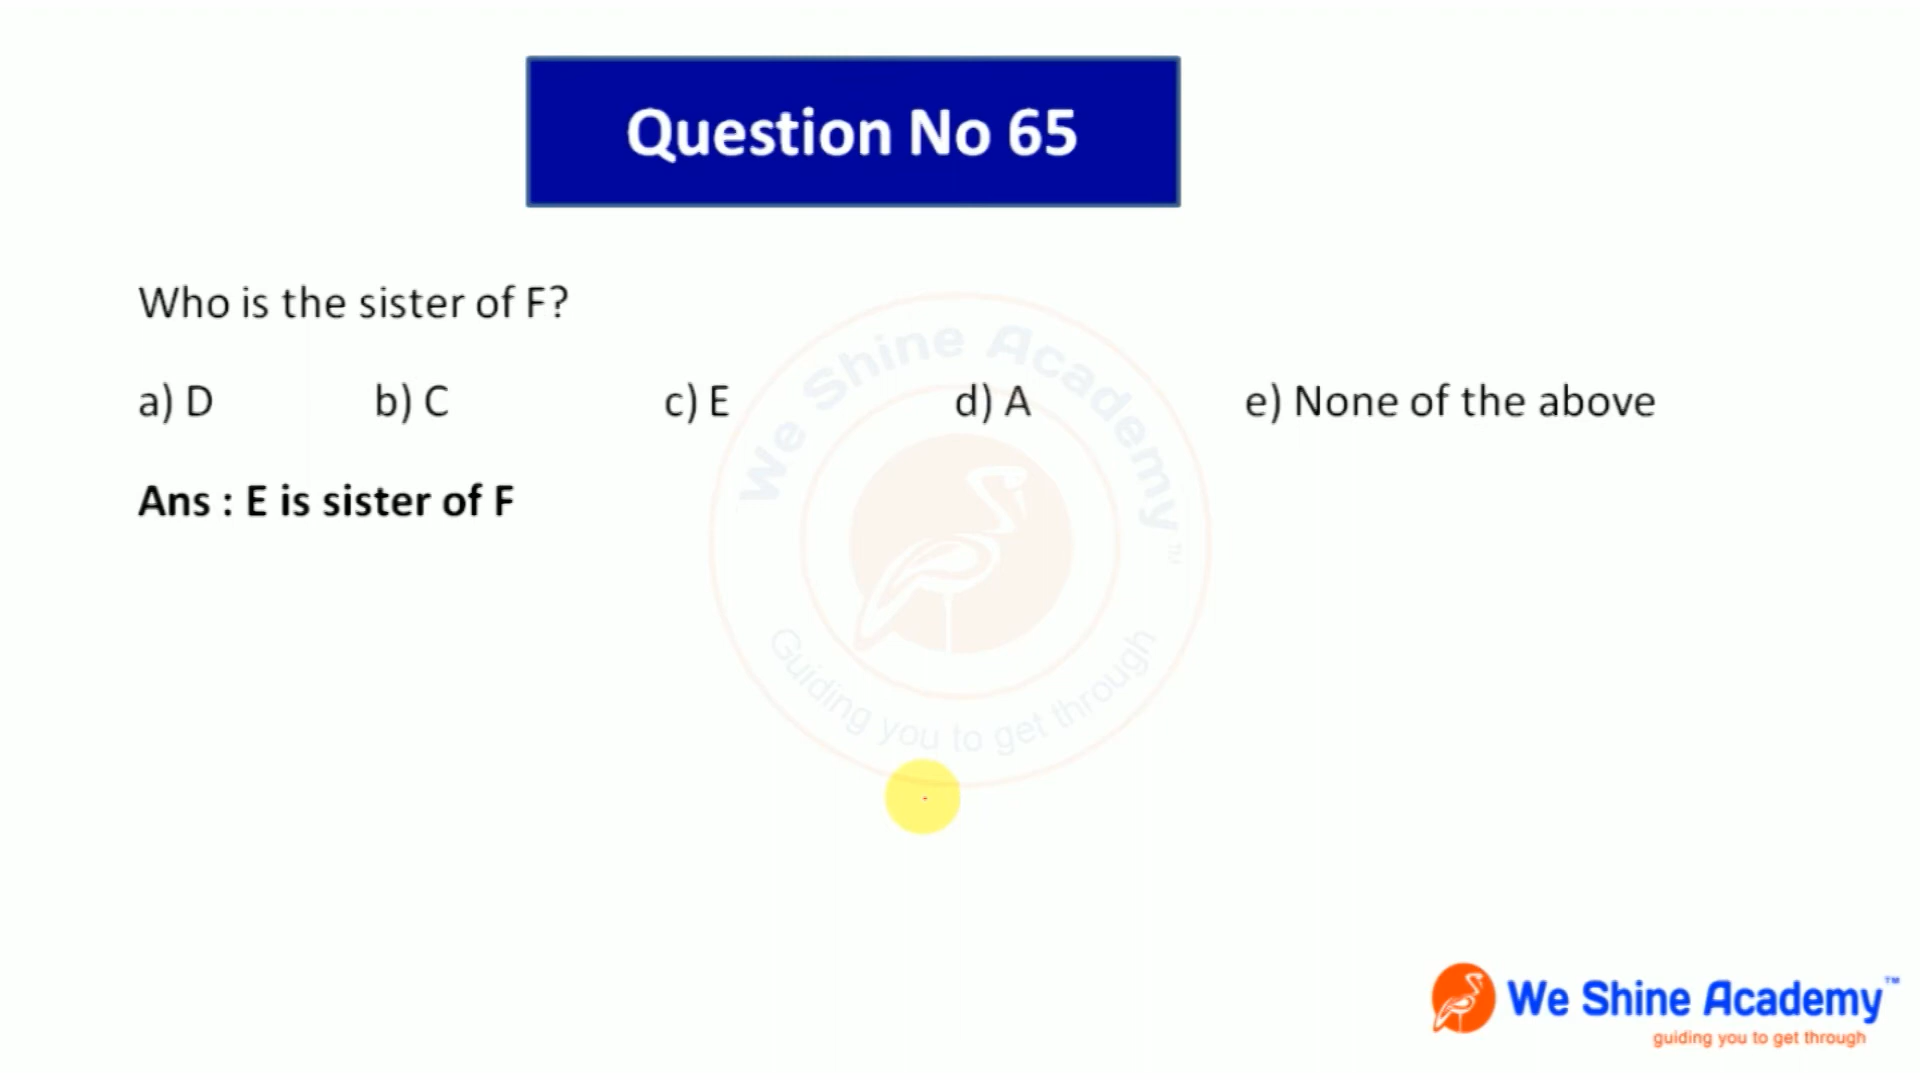 Question No 65
Who is the sister of F?
a) D b) C c) E d) A e) None of the above
Ans : E is sister of F
We Shine Academy™
Guiding you to get through
We Shine Academy™
guiding you to get through